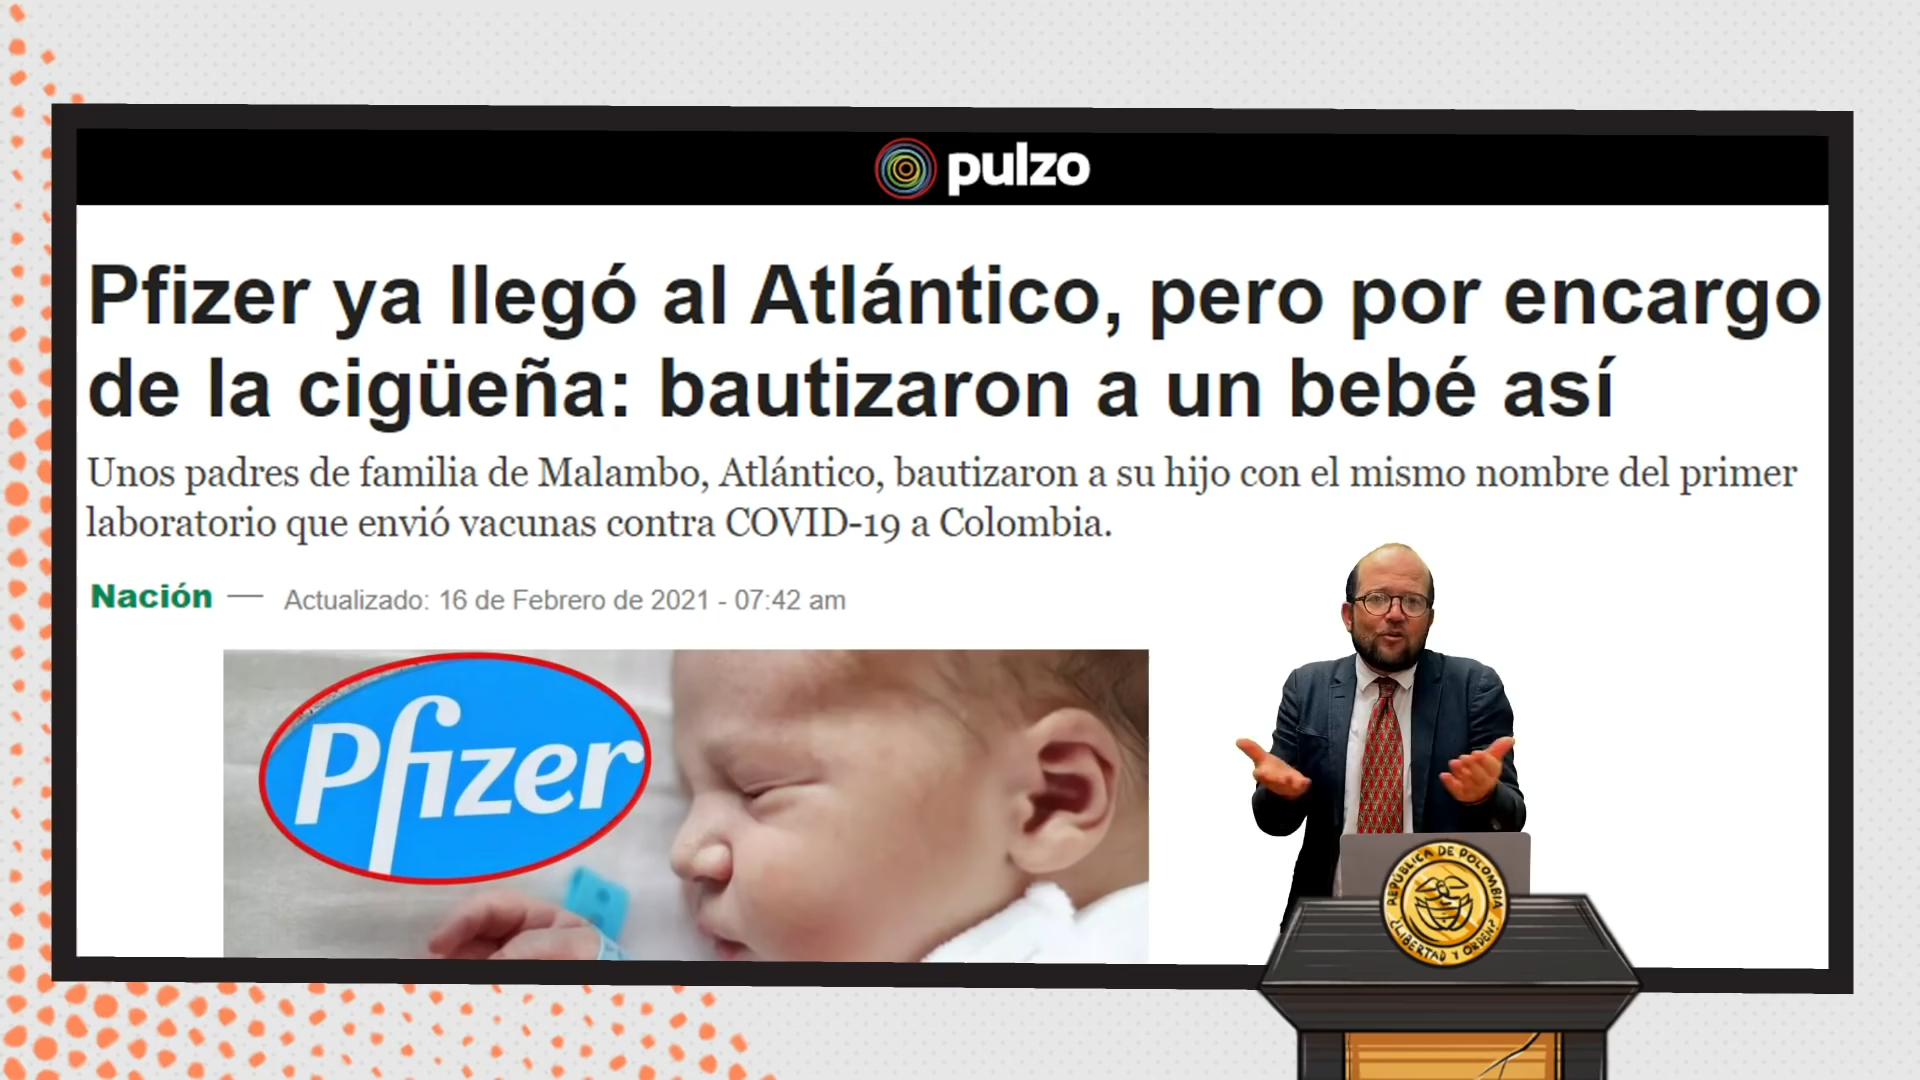 pulzo
Pfizer ya llegó al Atlántico, pero por encargo
de la cigüeña: bautizaron a un bebé así
Unos padres de familia de Malambo, Atlántico, bautizaron a su hijo con el mismo nombre del primer
laboratorio que envió vacunas contra COVID-19 a Colombia.
Nación — Actualizado: 16 de Febrero de 2021 - 07:42 am
Pfizer
REPÚBLICA DE POLOMBIA
¿LIBERTAD Y ORDEN?